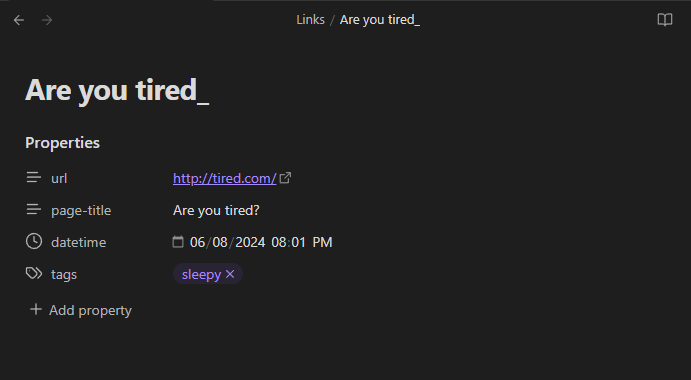 Links / Are you tired_
Are you tired_
Properties
url http://tired.com/
page-title Are you tired?
datetime 06/08/2024 08:01 PM
tags sleepy
Add property